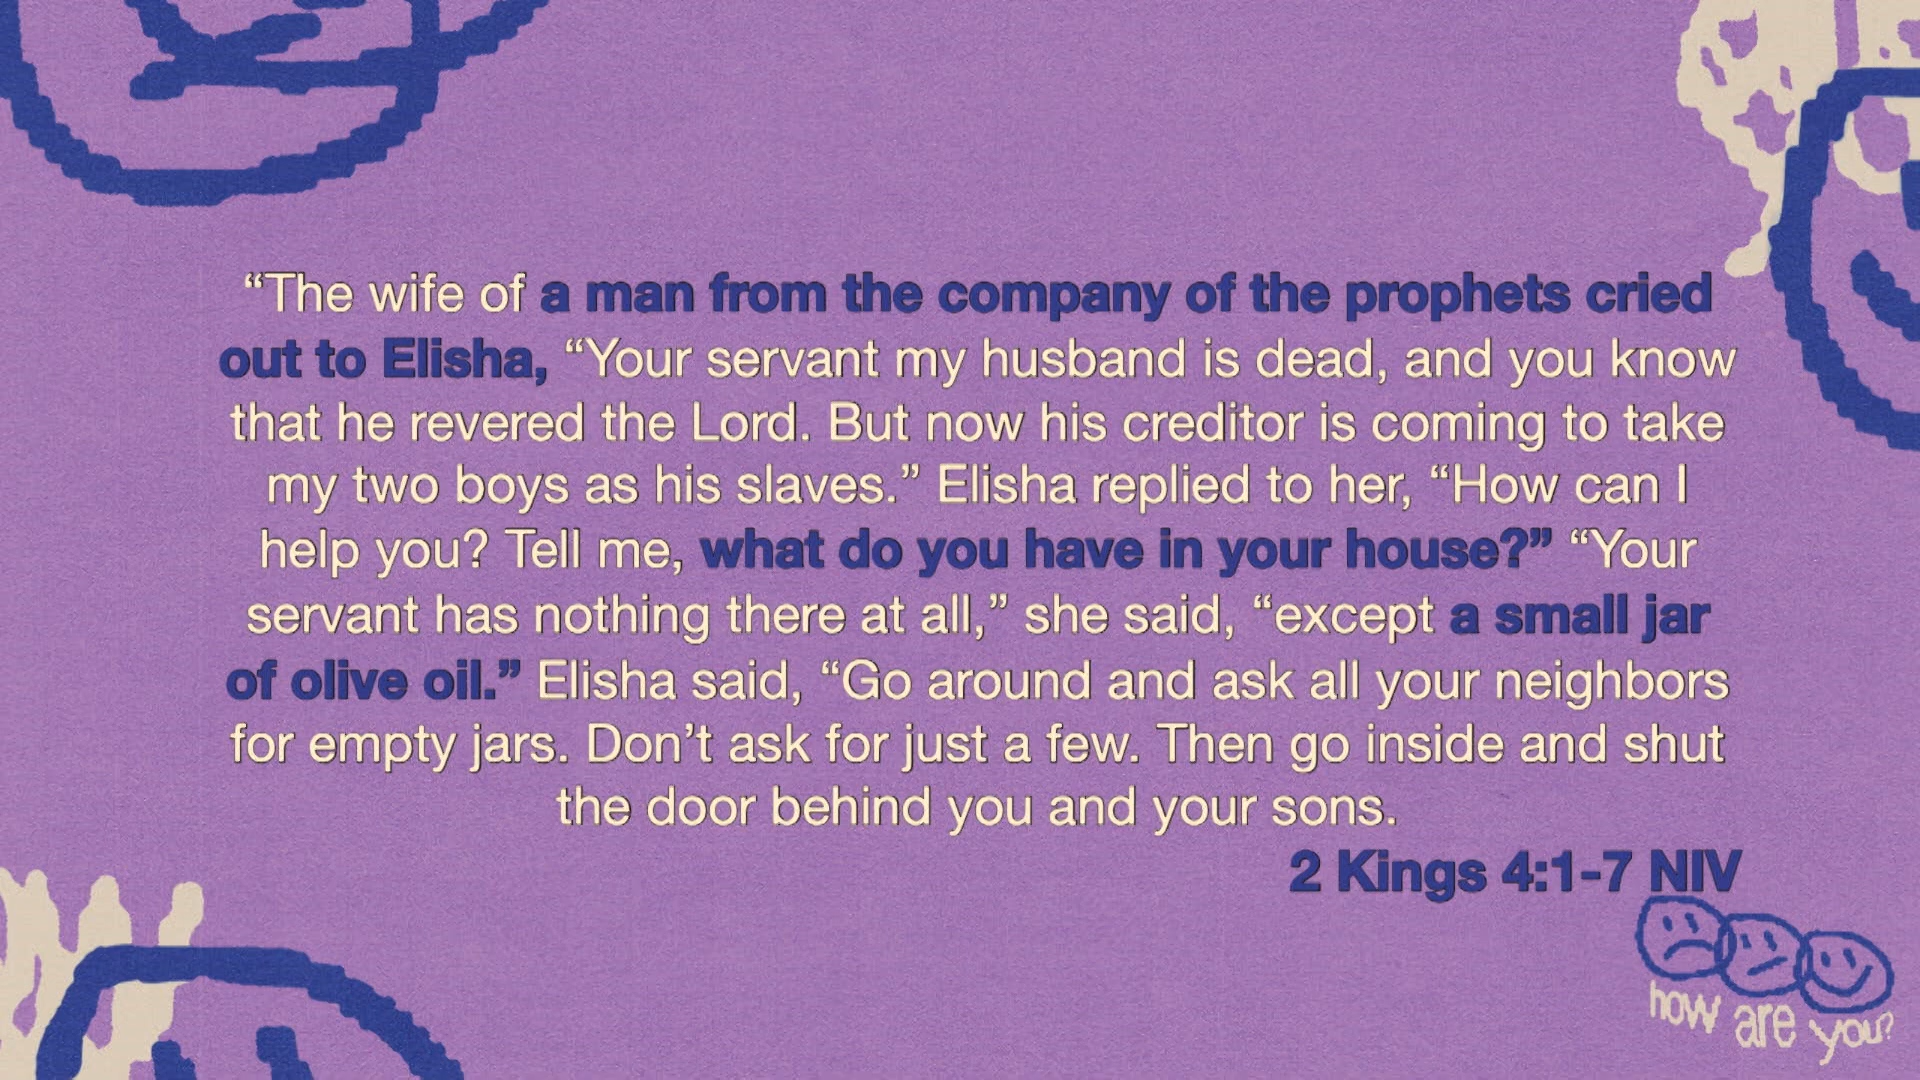 “The wife of a man from the company of the prophets cried
out to Elisha, “Your servant my husband is dead, and you know
that he revered the Lord. But now his creditor is coming to take
my two boys as his slaves.” Elisha replied to her, “How can I
help you? Tell me, what do you have in your house?” “Your
servant has nothing there at all,” she said, “except a small jar
of olive oil.” Elisha said, “Go around and ask all your neighbors
for empty jars. Don’t ask for just a few. Then go inside and shut
the door behind you and your sons.
2 Kings 4:1-7 NIV
how are you?